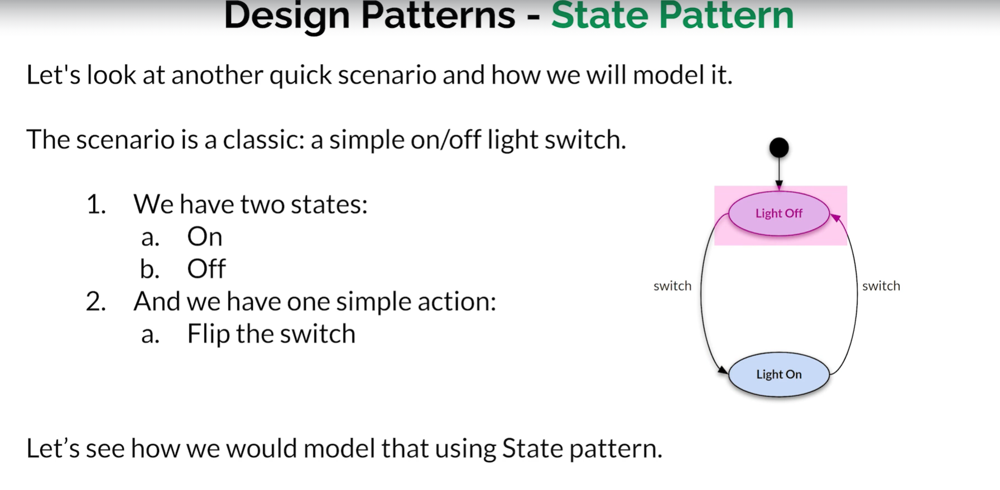 Design Patterns - State Pattern
Let's look at another quick scenario and how we will model it.
The scenario is a classic: a simple on/off light switch.
1. We have two states:
a. On
b. Off
2. And we have one simple action:
a. Flip the switch
Light Off
switch
switch
Light On
Let’s see how we would model that using State pattern.